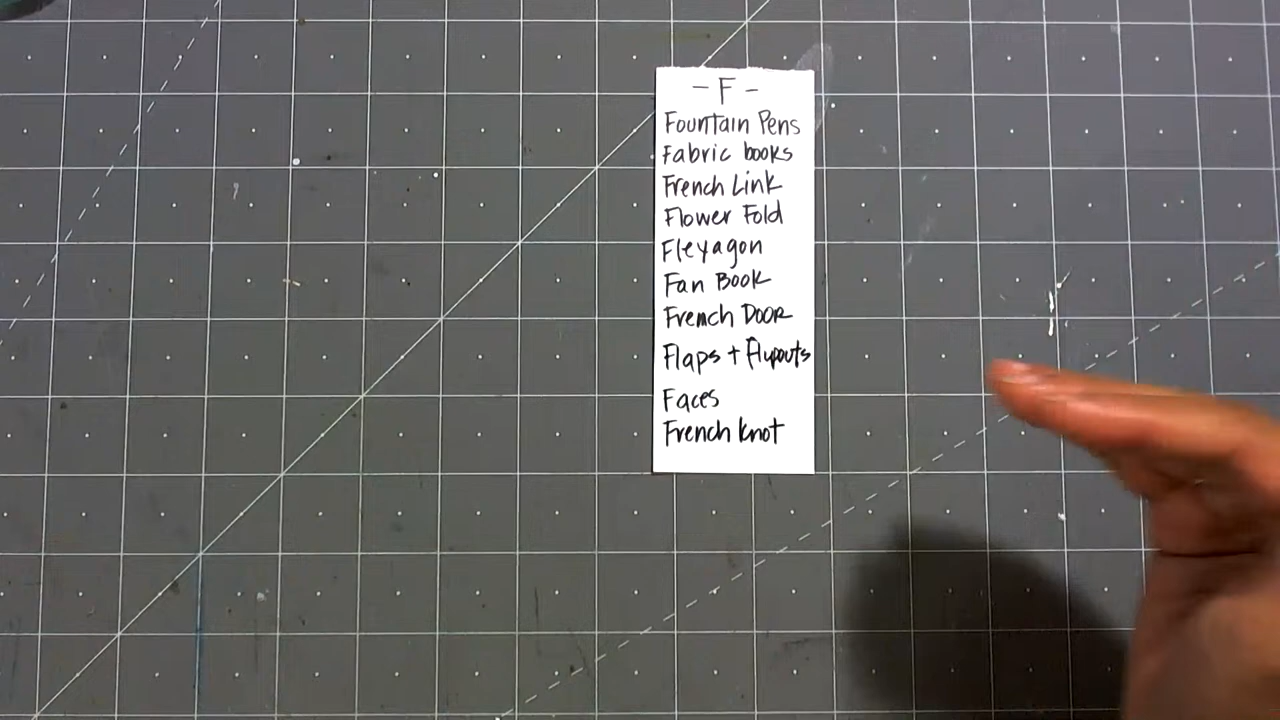 - F -
Fountain Pens
Fabric books
French Link
Flower Fold
Flexagon
Fan Book
French Door
Flaps + flipouts
Faces
French knot